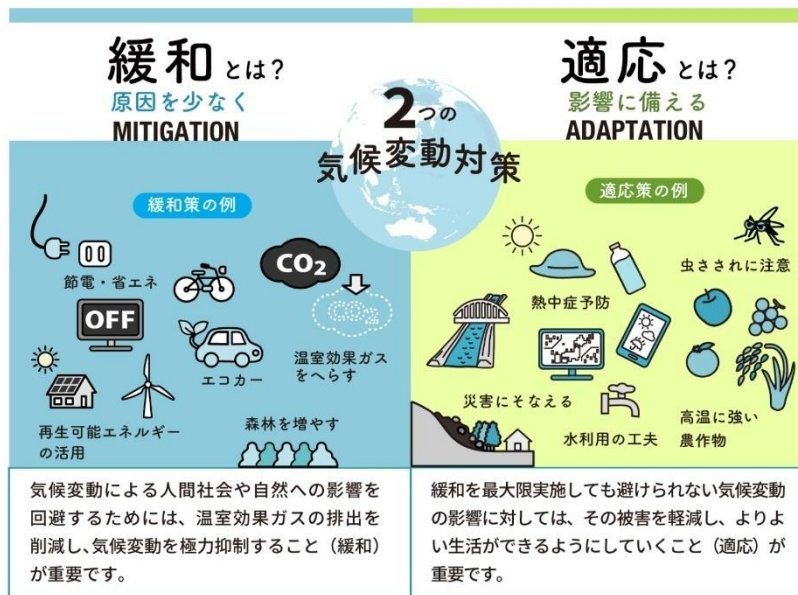 緩和とは?
原因を少なく
MITIGATION
2つの
気候変動対策
適応とは?
影響に備える
ADAPTATION
緩和策の例
節電・省エネ
OFF
CO2
CO2
エコカー
温室効果ガス
をへらす
再生可能エネルギー
の活用
森林を増やす
適応策の例
虫さされに注意
熱中症予防
災害にそなえる
水利用の工夫
高温に強い
農作物
気候変動による人間社会や自然への影響を
回避するためには、温室効果ガスの排出を
削減し、気候変動を極力抑制すること（緩和）
が重要です。
緩和を最大限実施しても避けられない気候変動
の影響に対しては、その被害を軽減し、よりよ
い生活ができるようにしていくこと（適応）が
重要です。